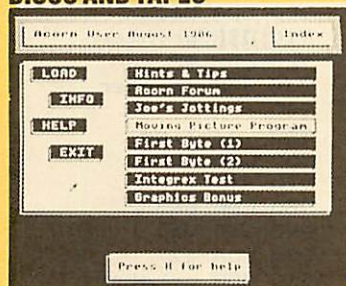 DISCS AND TAPES
Acorn User August 1986 Index
LOAD
INFO
HELP
EXIT
Hints & Tips
Acorn Forum
Joe's Jottings
Moving Picture Program
First Byte (1)
First Byte (2)
Integrex Test
Graphics Bonus
Press H for help